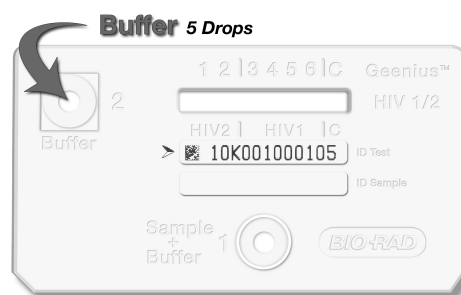 Buffer 5 Drops
1 2 | 3 4 5 6 | C Geenius™
2 HIV 1/2
Buffer HIV2 | HIV1 | C
10K001000105 ID Test
ID Sample
Sample
+ 1 BIO-RAD
Buffer